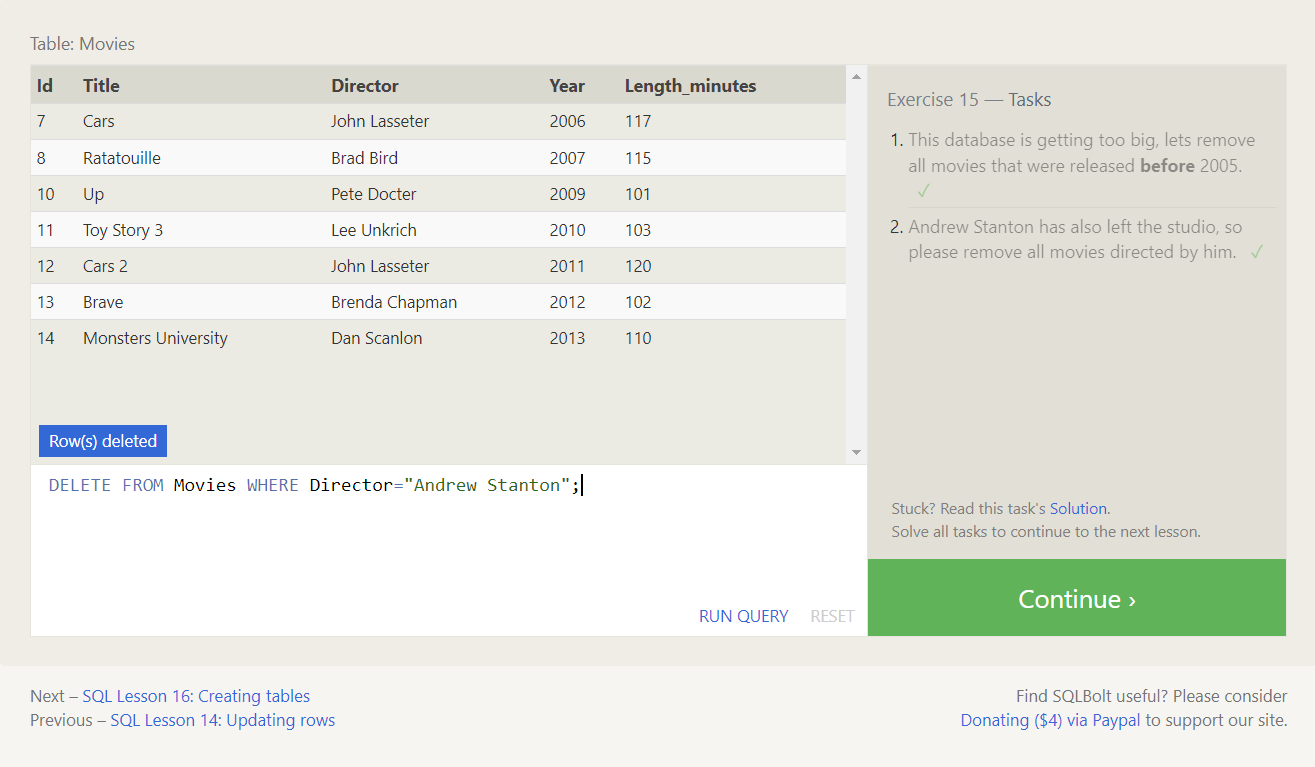 Table: Movies
Id Title Director Year Length_minutes
7 Cars John Lasseter 2006 117
8 Ratatouille Brad Bird 2007 115
10 Up Pete Docter 2009 101
11 Toy Story 3 Lee Unkrich 2010 103
12 Cars 2 John Lasseter 2011 120
13 Brave Brenda Chapman 2012 102
14 Monsters University Dan Scanlon 2013 110
Row(s) deleted
DELETE FROM Movies WHERE Director="Andrew Stanton";
RUN QUERY RESET
Exercise 15 — Tasks
1. This database is getting too big, lets remove
all movies that were released before 2005.
✓
2. Andrew Stanton has also left the studio, so
please remove all movies directed by him. ✓
Stuck? Read this task's Solution.
Solve all tasks to continue to the next lesson.
Continue ›
Next – SQL Lesson 16: Creating tables
Previous – SQL Lesson 14: Updating rows
Find SQLBolt useful? Please consider
Donating ($4) via Paypal to support our site.